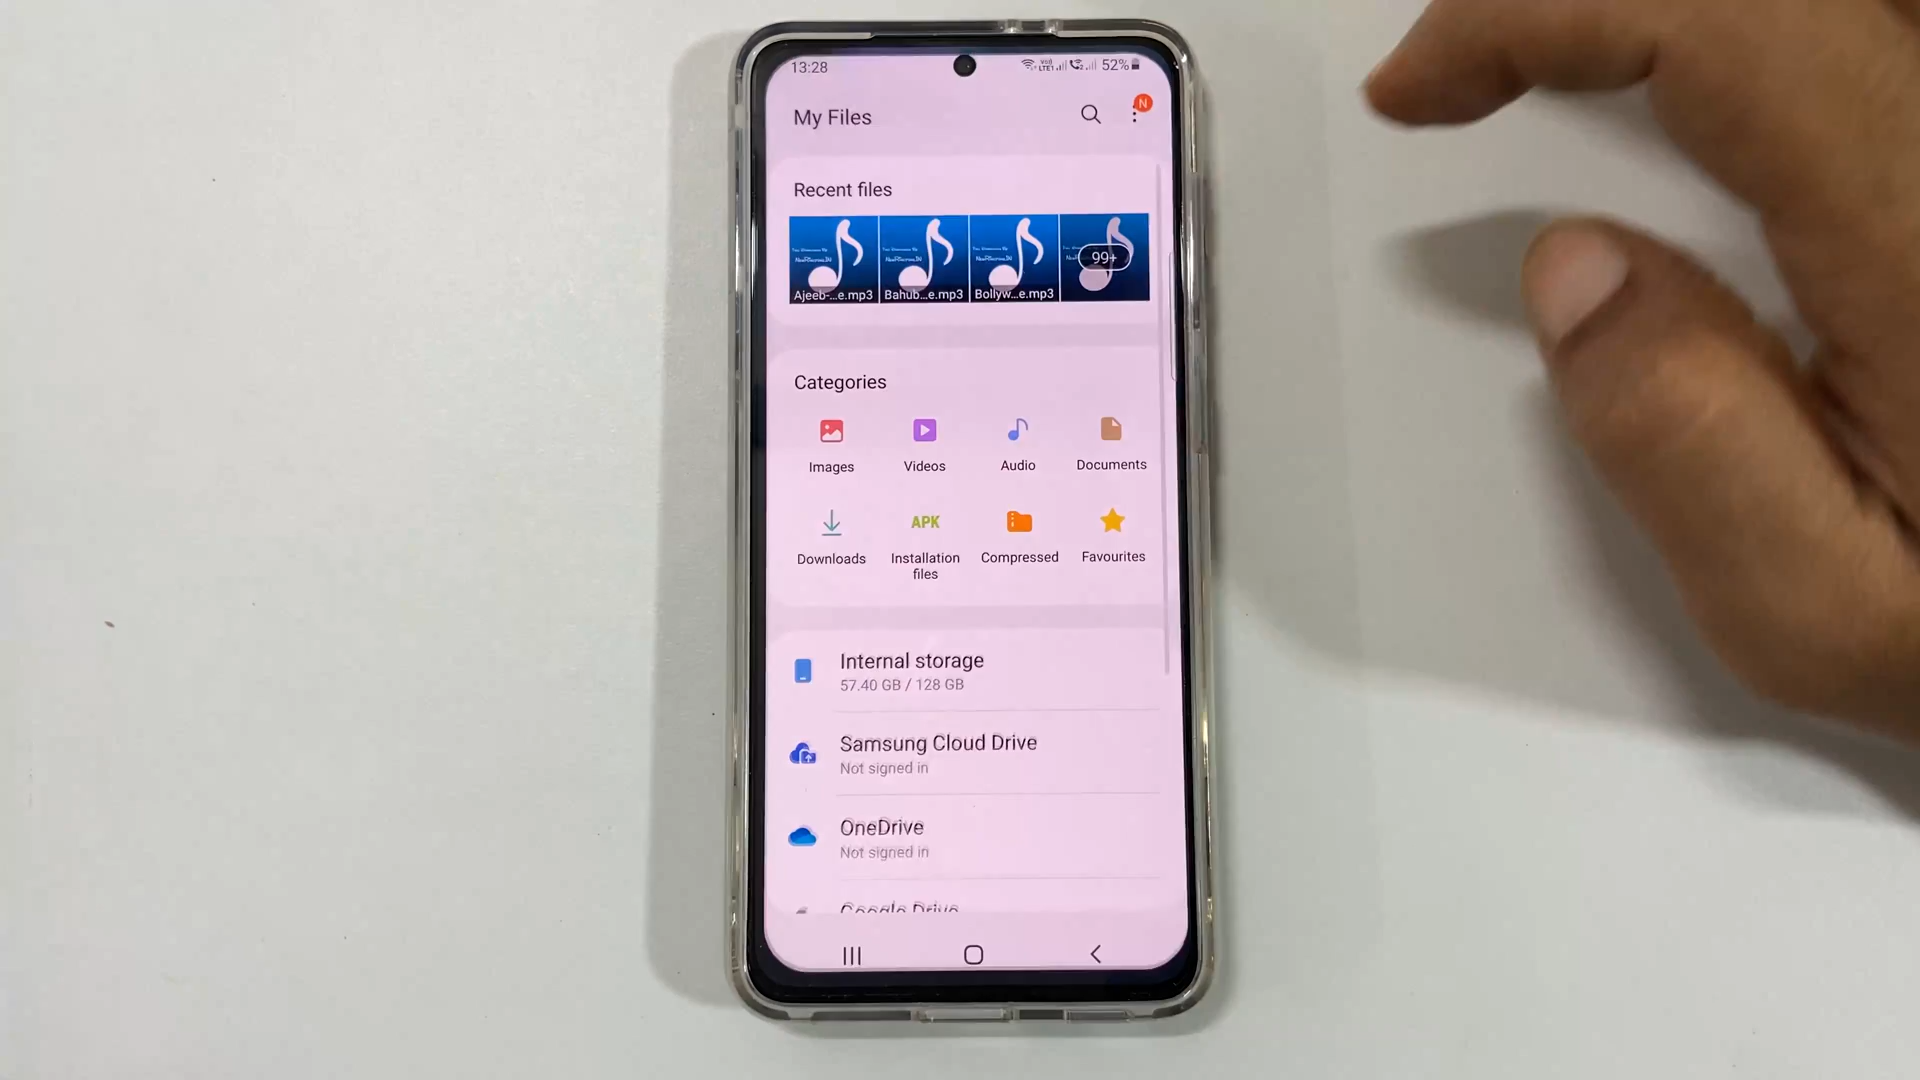 13:28
52%
My Files
N
Recent files
99+
Ajeeb-...e.mp3
Bahub...e.mp3
Bollyw...e.mp3
Categories
Images
Videos
Audio
Documents
APK
Downloads
Installation files
Compressed
Favourites
Internal storage
57.40 GB / 128 GB
Samsung Cloud Drive
Not signed in
OneDrive
Not signed in
Google Drive